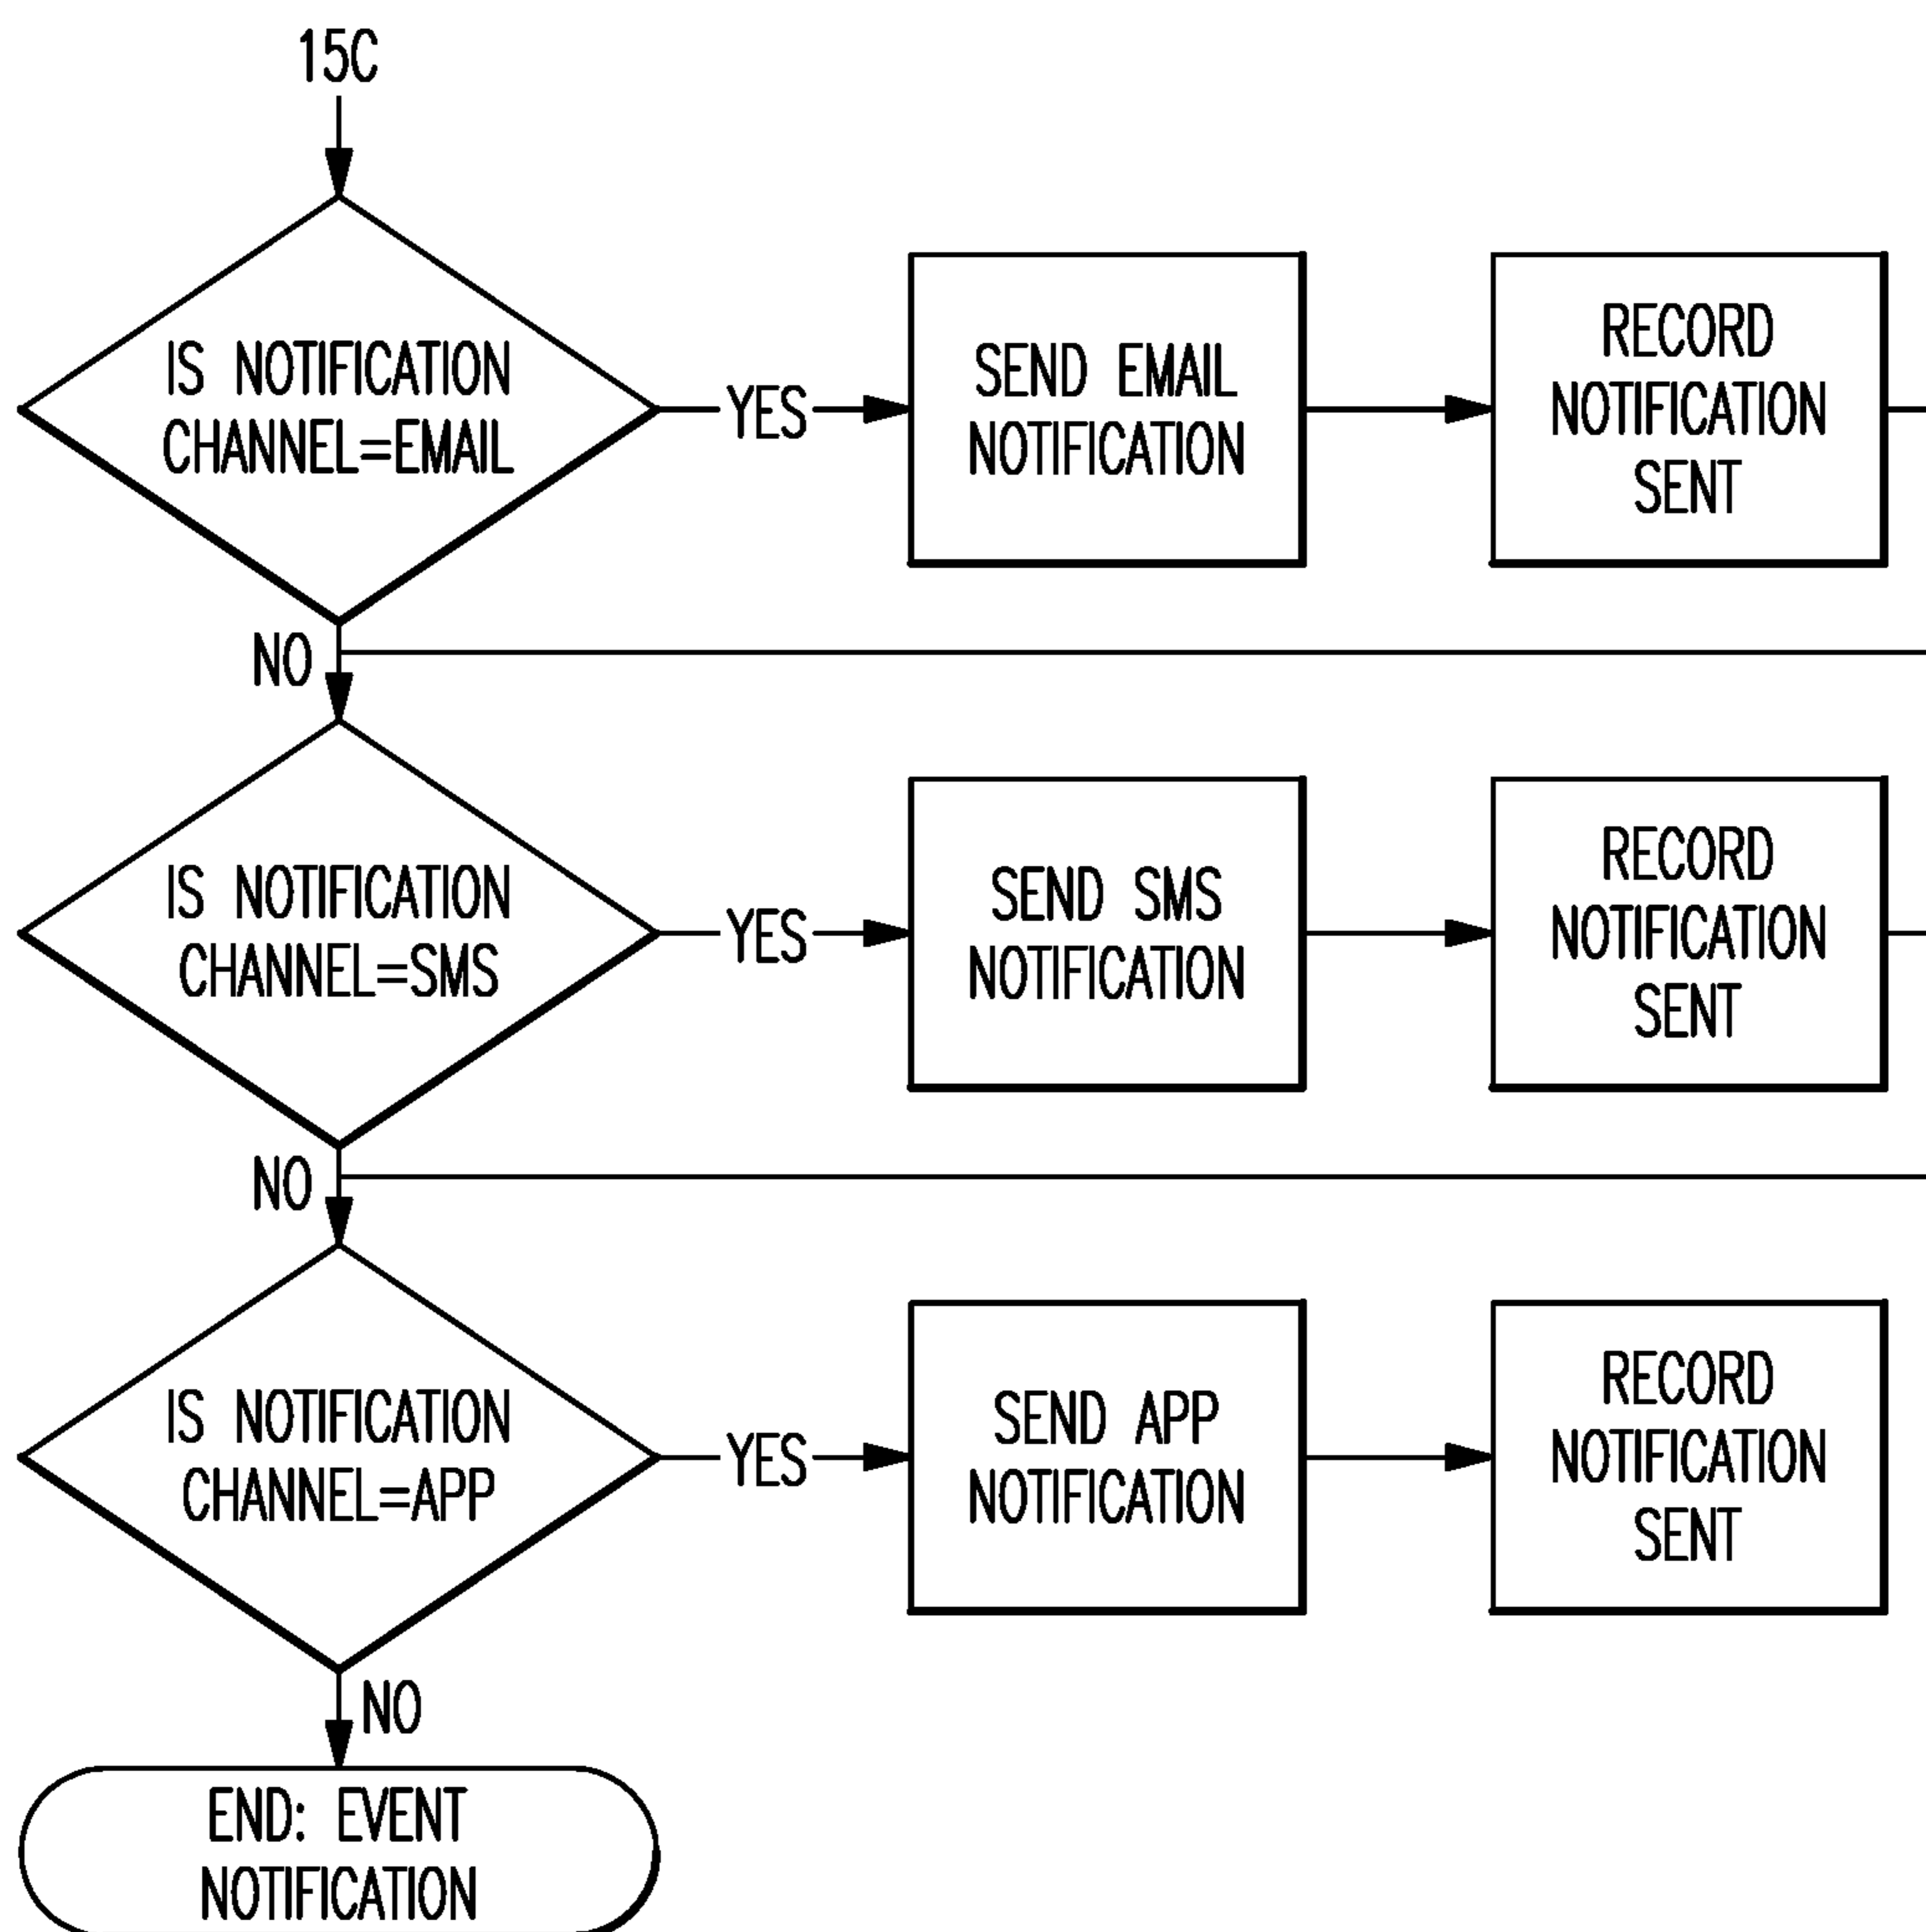 15C
IS NOTIFICATION
CHANNEL=EMAIL
YES
SEND EMAIL
NOTIFICATION
RECORD
NOTIFICATION
SENT
NO
IS NOTIFICATION
CHANNEL=SMS
YES
SEND SMS
NOTIFICATION
RECORD
NOTIFICATION
SENT
NO
IS NOTIFICATION
CHANNEL=APP
YES
SEND APP
NOTIFICATION
RECORD
NOTIFICATION
SENT
NO
END: EVENT
NOTIFICATION